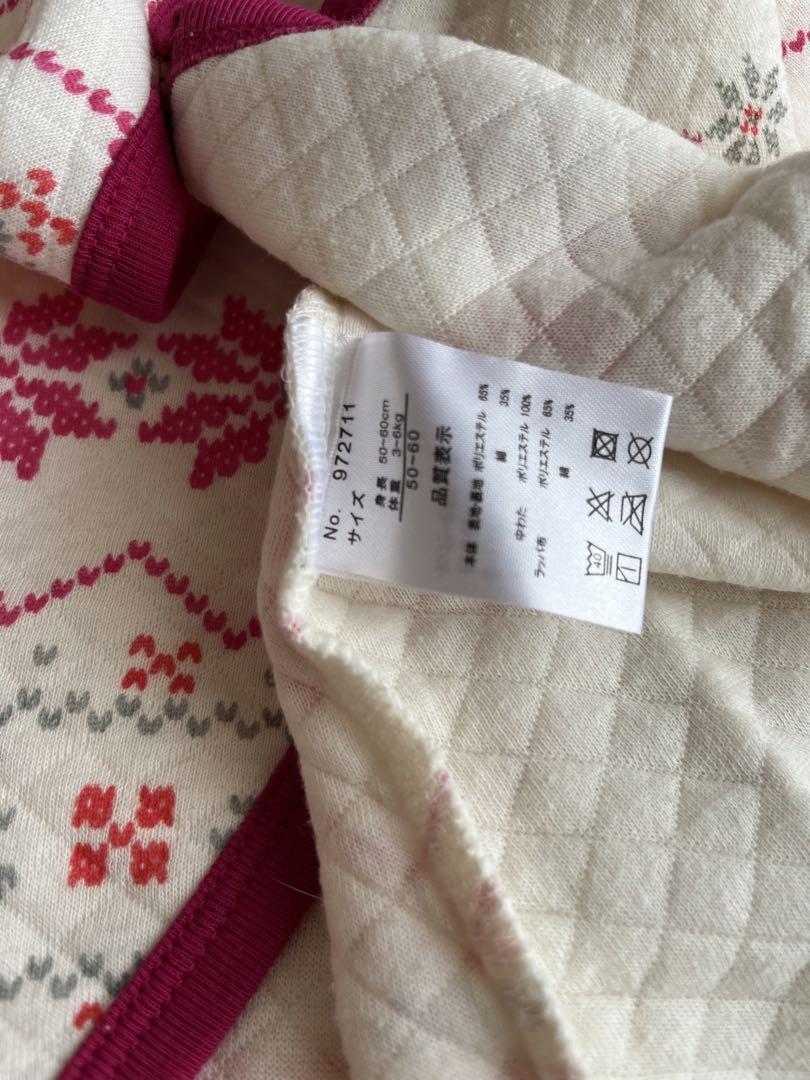 No. 972711
サイズ
身長 50~60cm
体重 3~6kg
50-60
品質表示
本体 表地・裏地 ポリエステル 65%
綿 35%
中わた ポリエステル 100%
ラッパ布 ポリエステル 65%
綿 35%
40